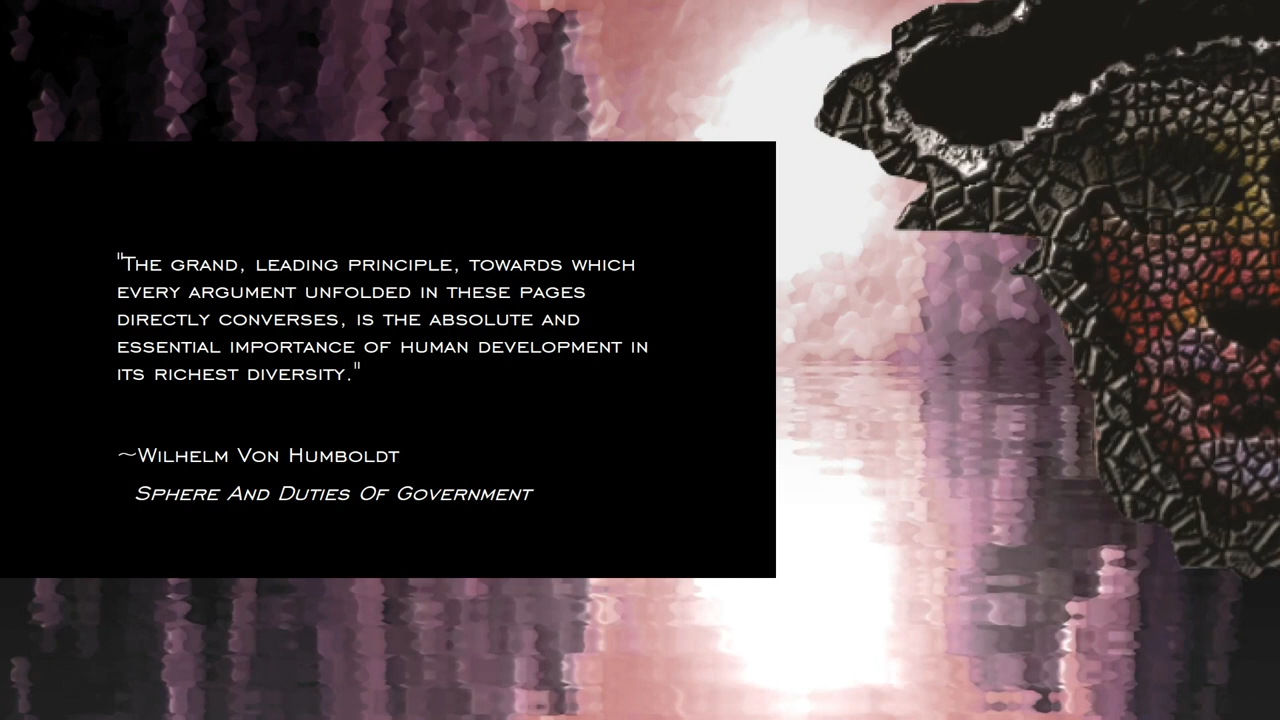 "The grand, leading principle, towards which
every argument unfolded in these pages
directly converses, is the absolute and
essential importance of human development in
its richest diversity."
~Wilhelm Von Humboldt
Sphere And Duties Of Government